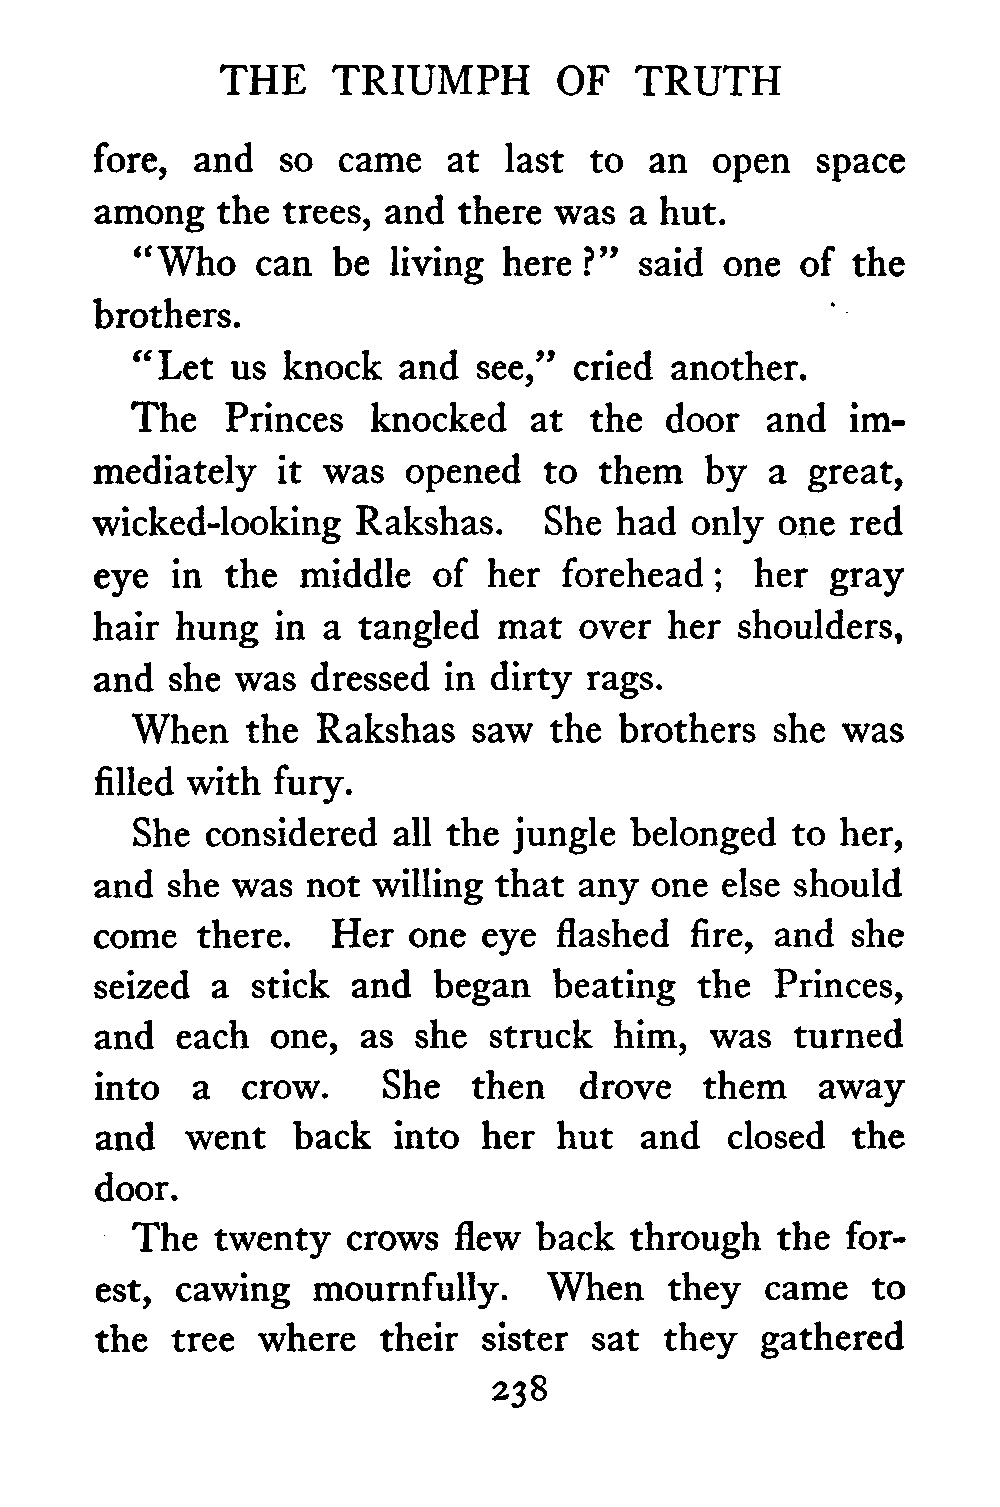 THE TRIUMPH OF TRUTH
fore, and so came at last to an open space
among the trees, and there was a hut.
“Who can be living here ?” said one of the
brothers.
“Let us knock and see,” cried another.
The Princes knocked at the door and im-
mediately it was opened to them by a great,
wicked-looking Rakshas. She had only one red
eye in the middle of her forehead ; her gray
hair hung in a tangled mat over her shoulders,
and she was dressed in dirty rags.
When the Rakshas saw the brothers she was
filled with fury.
She considered all the jungle belonged to her,
and she was not willing that any one else should
come there. Her one eye flashed fire, and she
seized a stick and began beating the Princes,
and each one, as she struck him, was turned
into a crow. She then drove them away
and went back into her hut and closed the
door.
The twenty crows flew back through the for-
est, cawing mournfully. When they came to
the tree where their sister sat they gathered
238